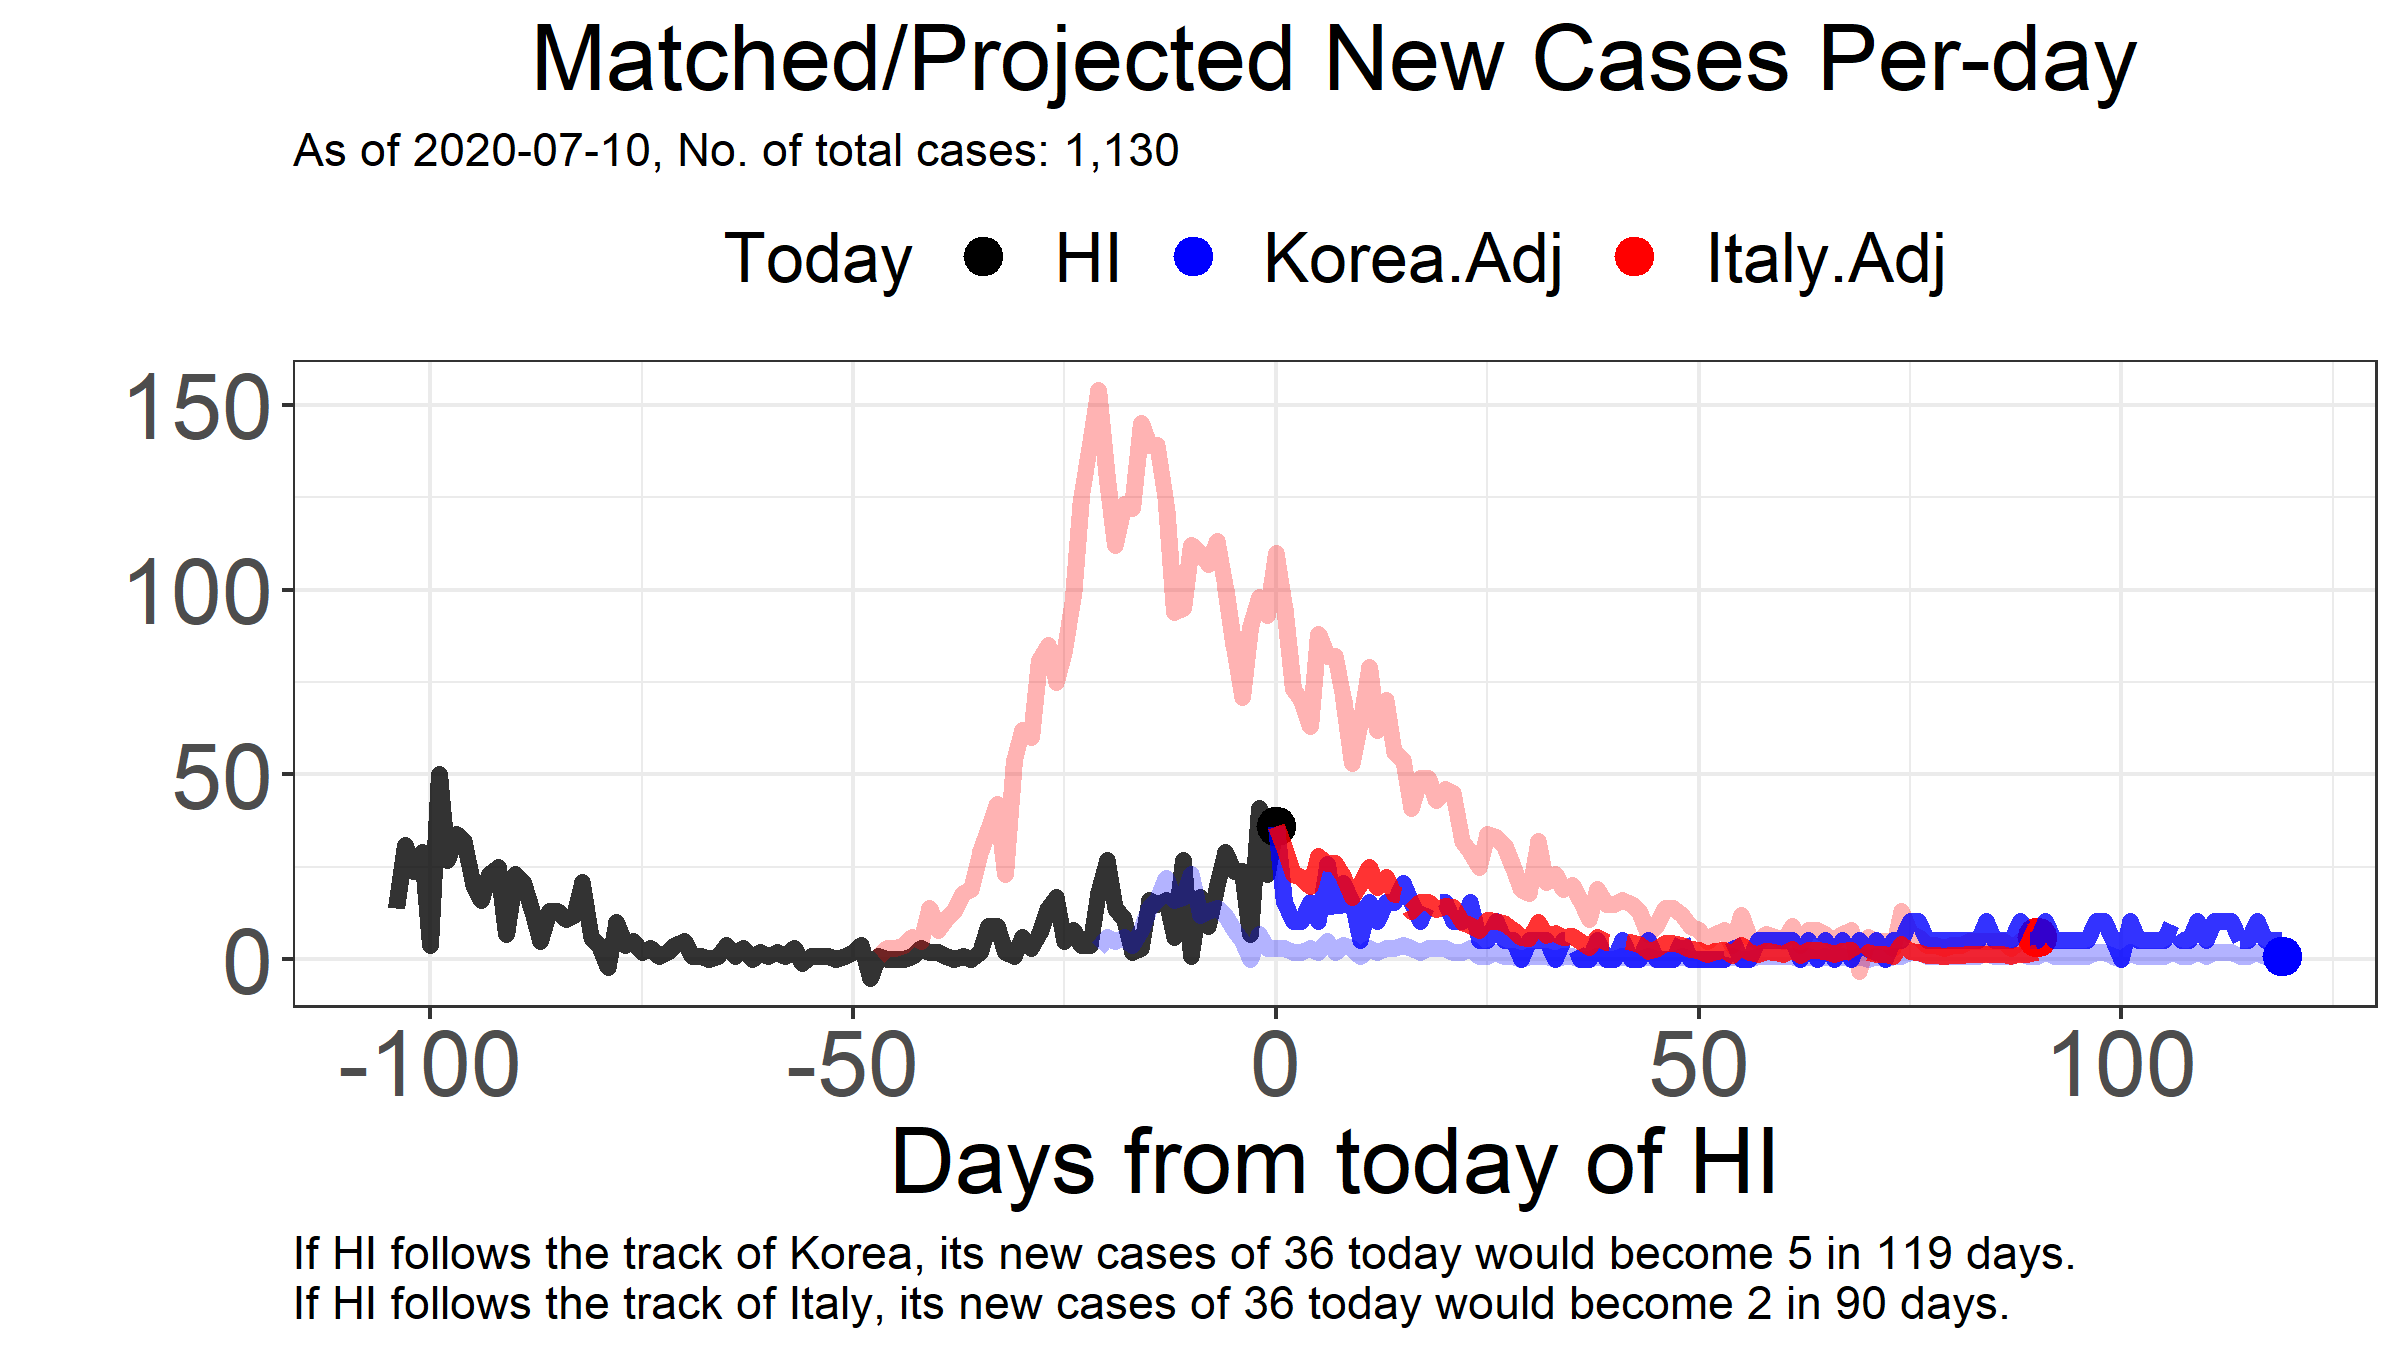 Matched/Projected New Cases Per-day
As of 2020-07-10, No. of total cases: 1,130
Today HI Korea.Adj Italy.Adj
150
100
50
0
-100 -50 0 50 100
Days from today of HI
If HI follows the track of Korea, its new cases of 36 today would become 5 in 119 days.
If HI follows the track of Italy, its new cases of 36 today would become 2 in 90 days.